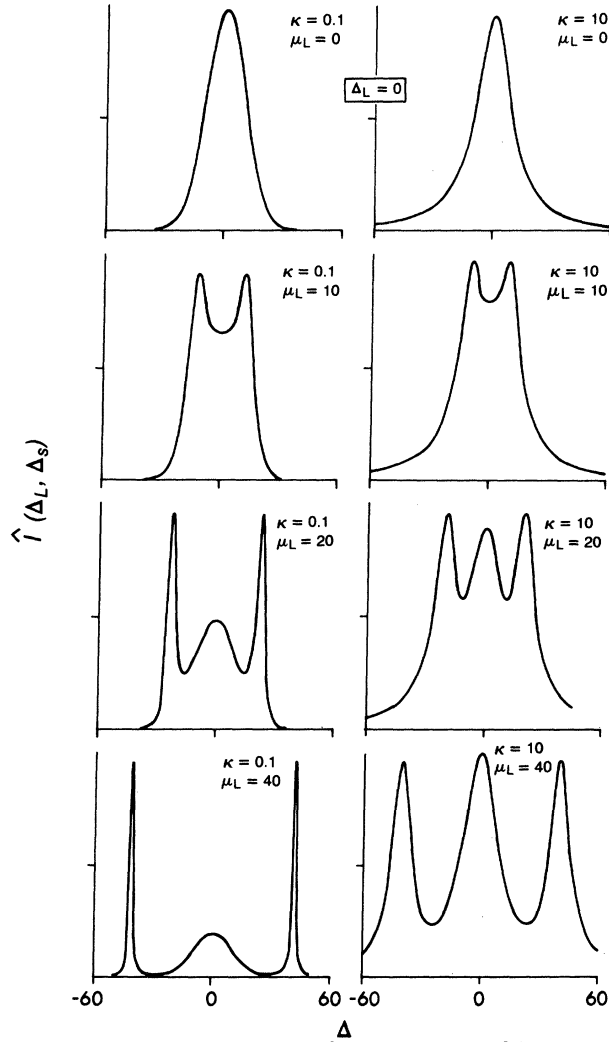 κ = 0.1
μL = 0
κ = 10
μL = 0
ΔL = 0
κ = 0.1
μL = 10
κ = 10
μL = 10
Î (ΔL, Δs)
κ = 0.1
μL = 20
κ = 10
μL = 20
κ = 0.1
μL = 40
κ = 10
μL = 40
-60 0 60 -60 0 60
Δ